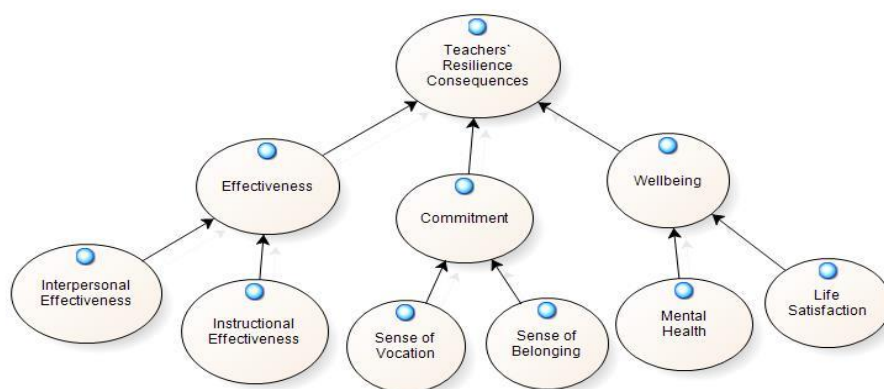 Teachers`
Resilience
Consequences
Effectiveness
Commitment
Wellbeing
Interpersonal
Effectiveness
Instructional
Effectiveness
Sense of
Vocation
Sense of
Belonging
Mental
Health
Life
Satisfaction